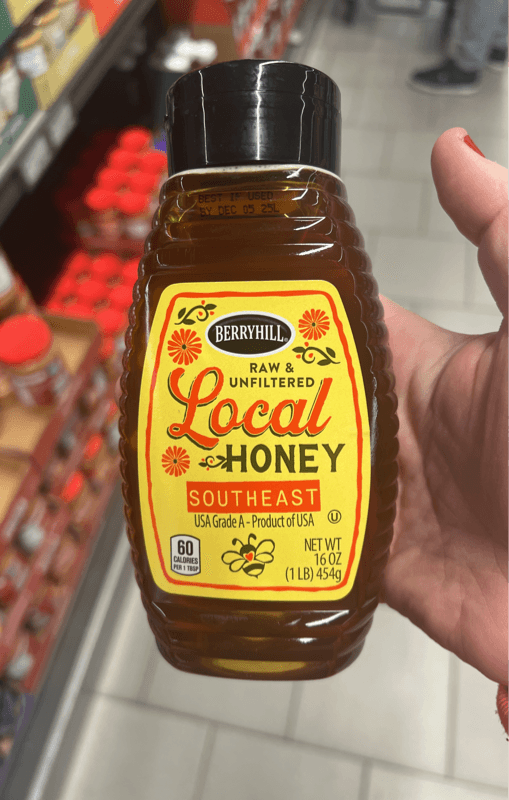 BEST IF USED
BY DEC 05 25L
BERRYHILL
RAW &
UNFILTERED
Local
HONEY
SOUTHEAST
USA Grade A - Product of USA
U
60
CALORIES
PER 1 TBSP
NET WT
16 OZ
(1 LB) 454g